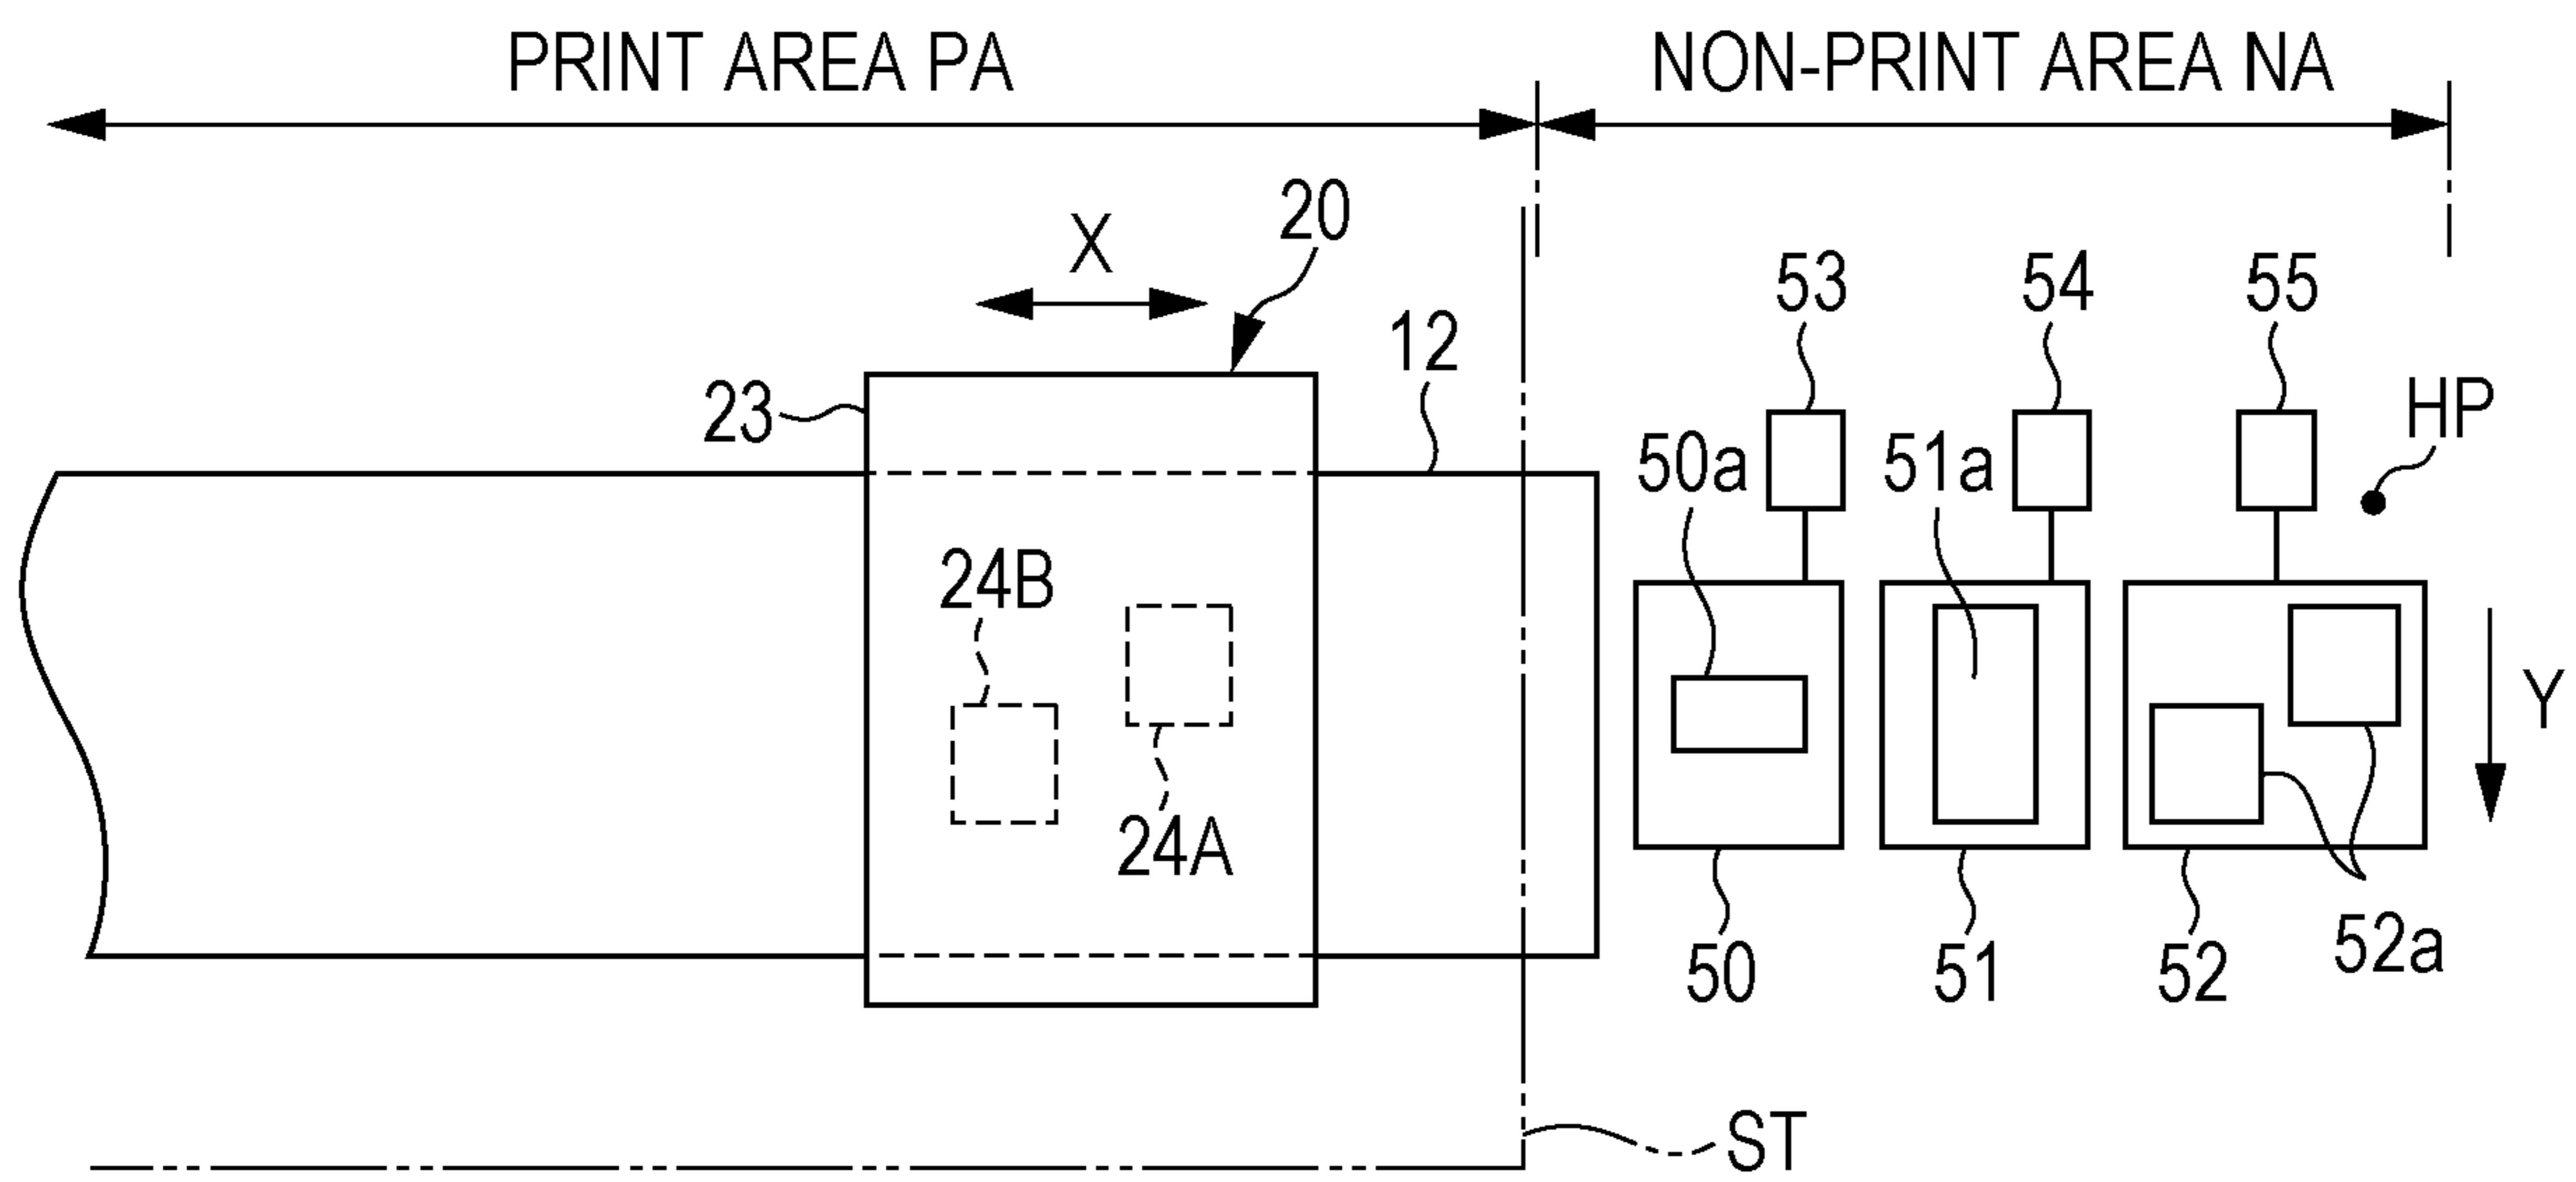 PRINT AREA PA
NON-PRINT AREA NA
20
X
53
54
55
12
23
HP
50a
51a
24B
Y
24A
50
51
52
52a
ST